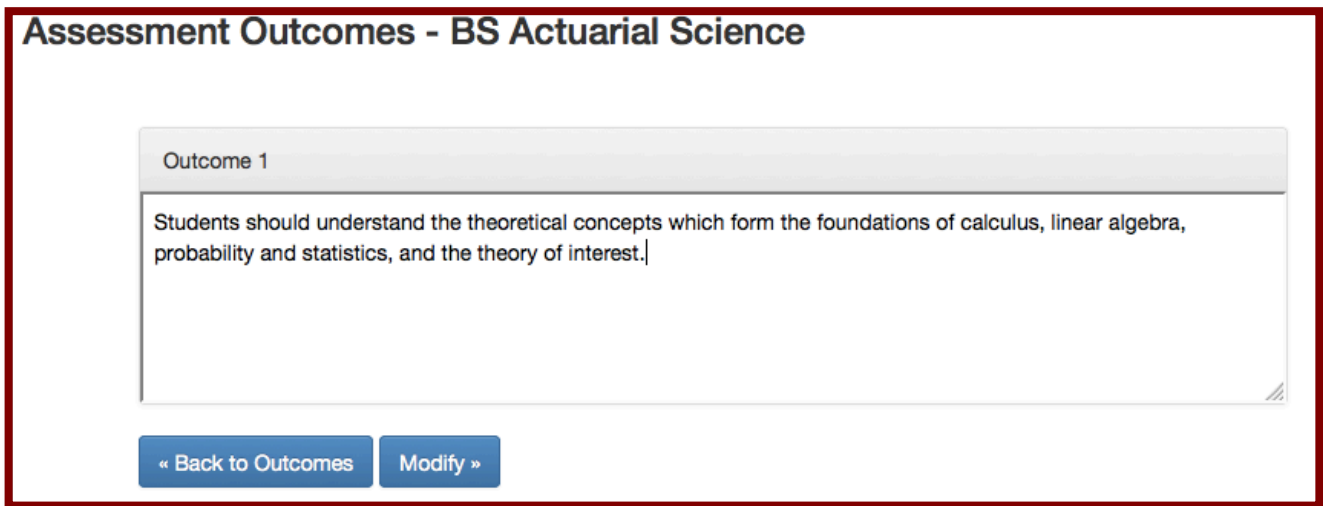 Assessment Outcomes - BS Actuarial Science
Outcome 1
Students should understand the theoretical concepts which form the foundations of calculus, linear algebra,
probability and statistics, and the theory of interest.
« Back to Outcomes
Modify »